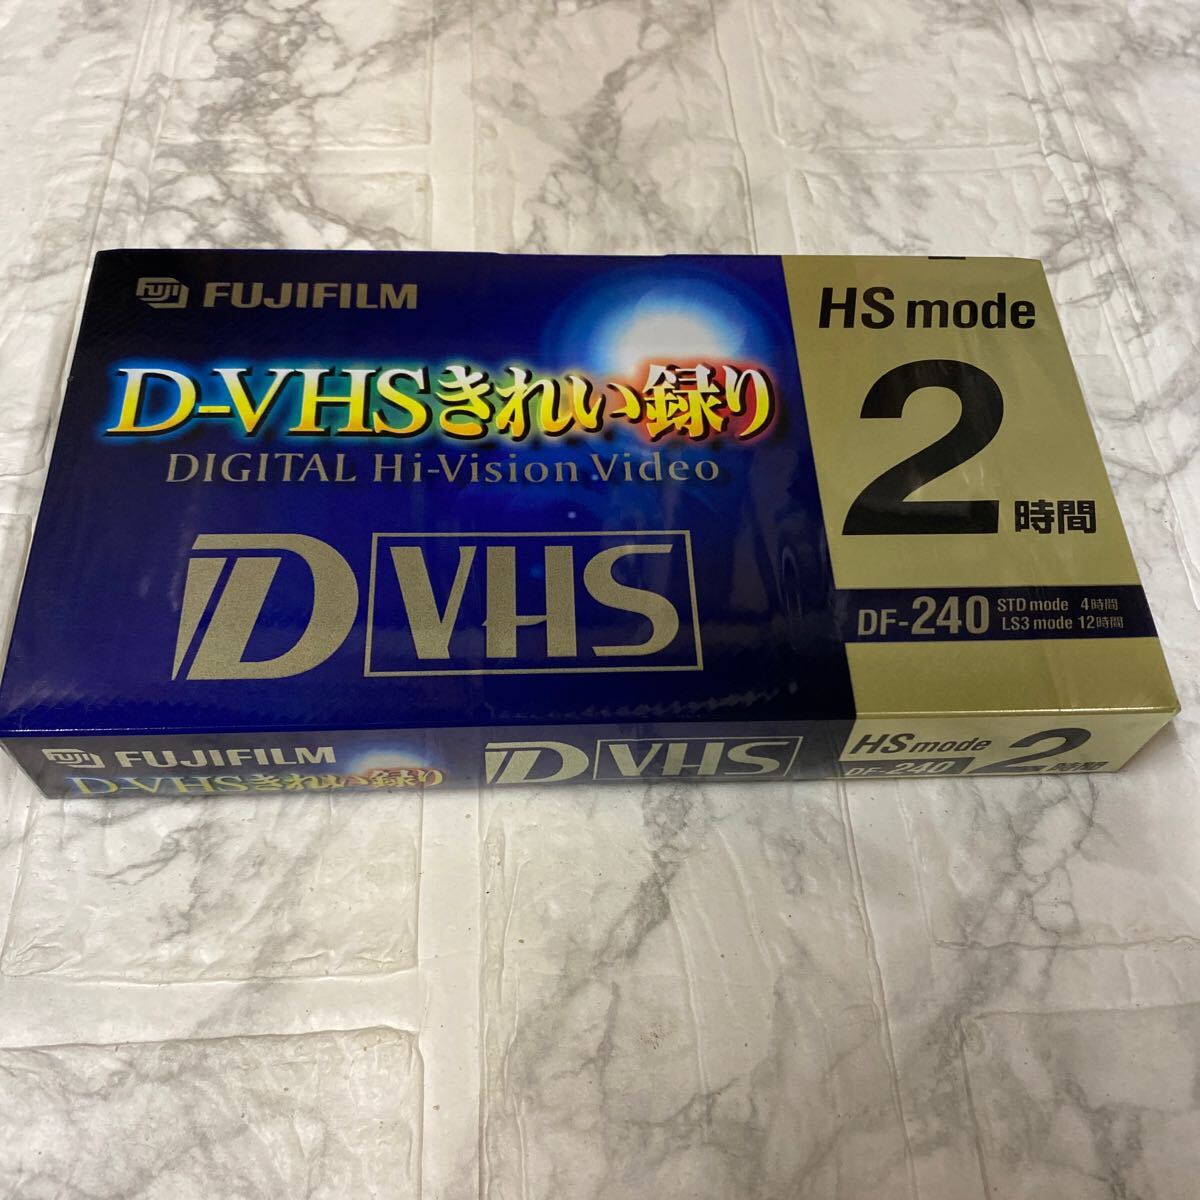 Fuji FUJIFILM
D-VHSきれい録り
DIGITAL Hi-Vision Video
D VHS
HS mode
2時間
DF-240 STD mode 4時間
LS3 mode 12時間
FUJI FUJIFILM
D-VHSきれい録り
D VHS
HS mode
DF-240
2時間